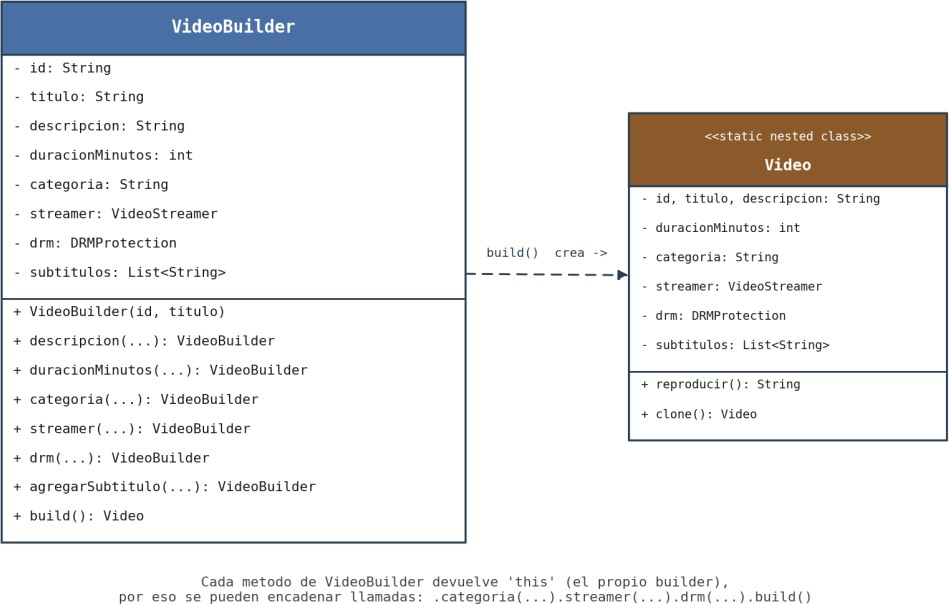 VideoBuilder
- id: String
- titulo: String
- descripcion: String
- duracionMinutos: int
- categoria: String
- streamer: VideoStreamer
- drm: DRMProtection
- subtitulos: List<String>
+ VideoBuilder(id, titulo)
+ descripcion(...): VideoBuilder
+ duracionMinutos(...): VideoBuilder
+ categoria(...): VideoBuilder
+ streamer(...): VideoBuilder
+ drm(...): VideoBuilder
+ agregarSubtitulo(...): VideoBuilder
+ build(): Video
build()  crea ->
<<static nested class>>
Video
- id, titulo, descripcion: String
- duracionMinutos: int
- categoria: String
- streamer: VideoStreamer
- drm: DRMProtection
- subtitulos: List<String>
+ reproducir(): String
+ clone(): Video
Cada metodo de VideoBuilder devuelve 'this' (el propio builder),
por eso se pueden encadenar llamadas: .categoria(...).streamer(...).drm(...).build()